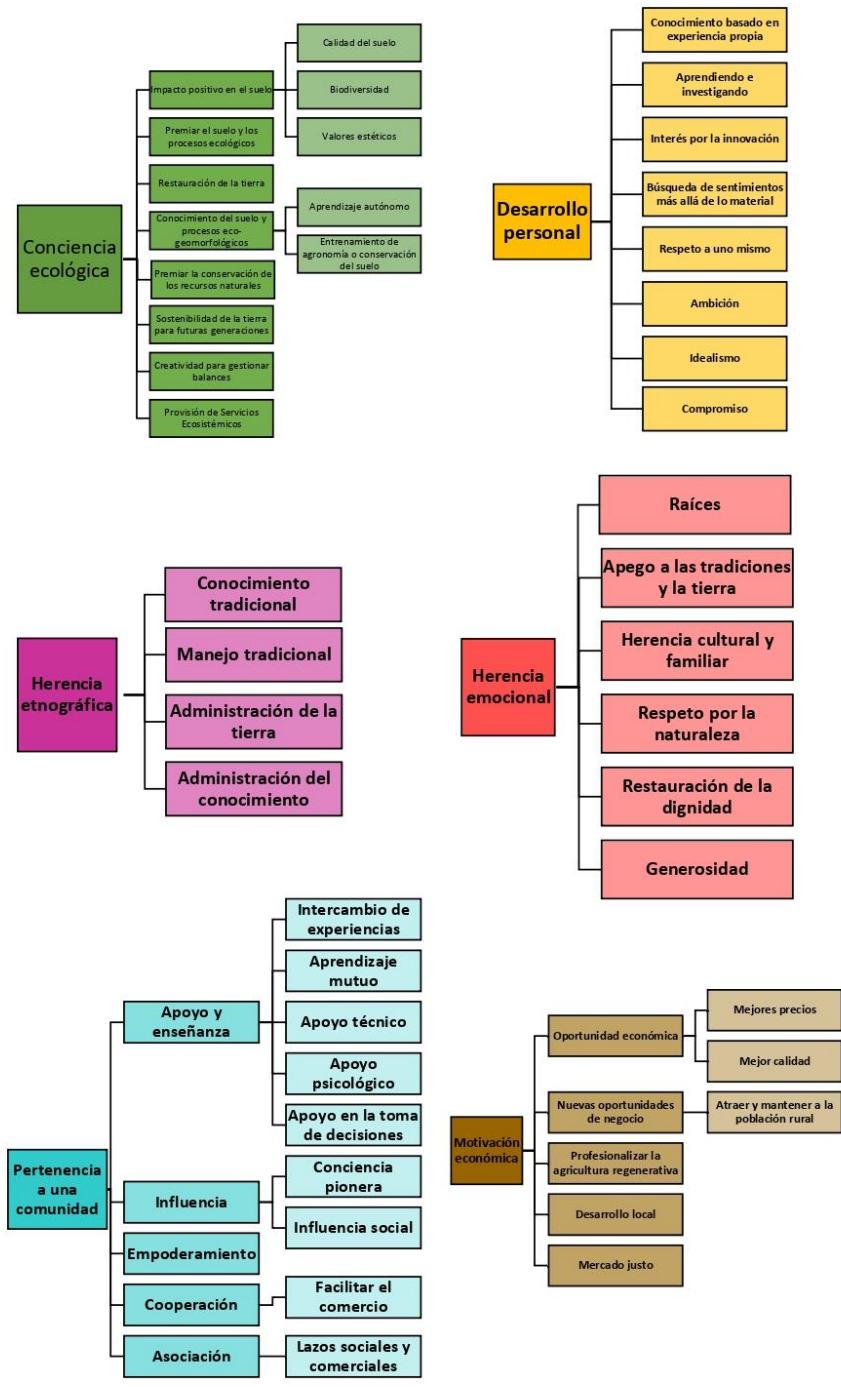 Conciencia
ecológica
Impacto positivo en el suelo
Calidad del suelo
Biodiversidad
Valores estéticos
Premiar el suelo y los
procesos ecológicos
Restauración de la tierra
Conocimiento del suelo y
procesos eco-
geomorfológicos
Aprendizaje autónomo
Entrenamiento de
agronomía o conservación
del suelo
Premiar la conservación de
los recursos naturales
Sostenibilidad de la tierra
para futuras generaciones
Creatividad para gestionar
balances
Provisión de Servicios
Ecosistémicos
Desarrollo
personal
Conocimiento basado en
experiencia propia
Aprendiendo e
investigando
Interés por la innovación
Búsqueda de sentimientos
más allá de lo material
Respeto a uno mismo
Ambición
Idealismo
Compromiso
Herencia
etnográfica
Conocimiento
tradicional
Manejo tradicional
Administración de la
tierra
Administración del
conocimiento
Herencia
emocional
Raíces
Apego a las tradiciones
y la tierra
Herencia cultural y
familiar
Respeto por la
naturaleza
Restauración de la
dignidad
Generosidad
Pertenencia
a una
comunidad
Apoyo y
enseñanza
Intercambio de
experiencias
Aprendizaje
mutuo
Apoyo técnico
Apoyo
psicológico
Apoyo en la toma
de decisiones
Influencia
Conciencia
pionera
Influencia social
Empoderamiento
Cooperación
Facilitar el
comercio
Asociación
Lazos sociales y
comerciales
Motivación
económica
Oportunidad económica
Mejores precios
Mejor calidad
Nuevas oportunidades
de negocio
Atraer y mantener a la
población rural
Profesionalizar la
agricultura regenerativa
Desarrollo local
Mercado justo